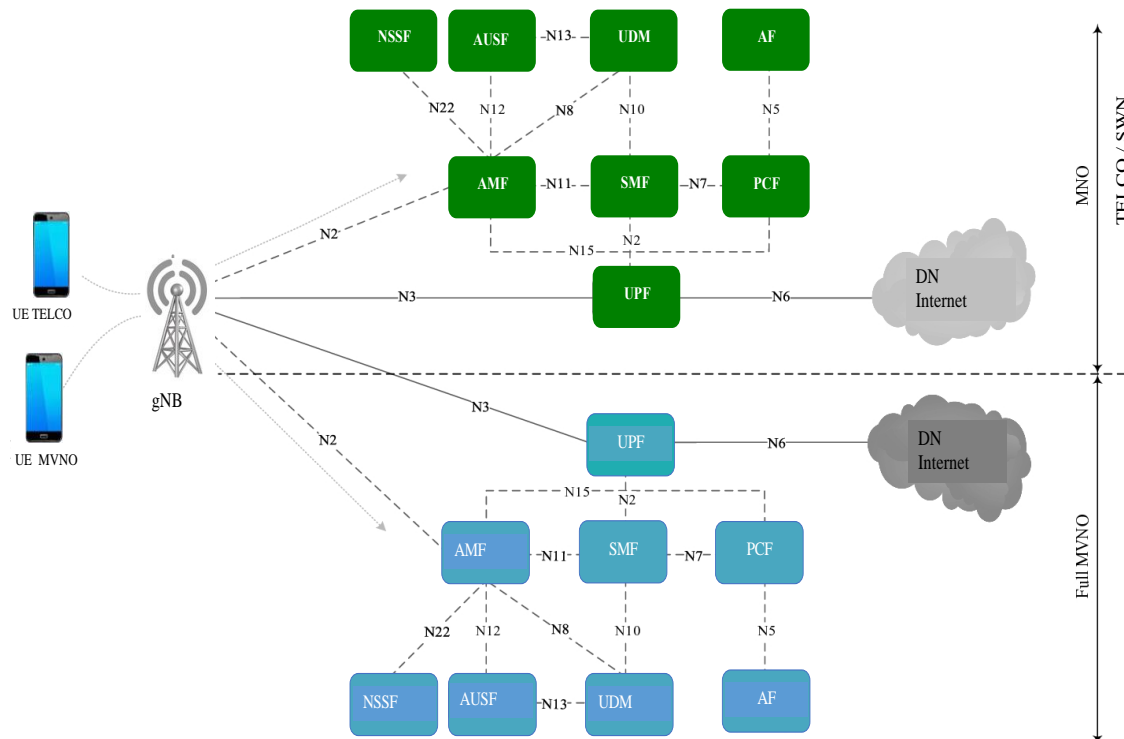 NSSF
AUSF
N13
UDM
AF
N22
N12
N8
N10
N5
AMF
N11
SMF
N7
PCF
MNO
TELCO / SWN
N2
N15
N2
UE TELCO
N3
UPF
N6
DN
Internet
gNB
UE MVNO
N2
N3
UPF
N6
DN
Internet
N15
N2
AMF
N11
SMF
N7
PCF
Full MVNO
N22
N12
N8
N10
N5
NSSF
AUSF
N13
UDM
AF